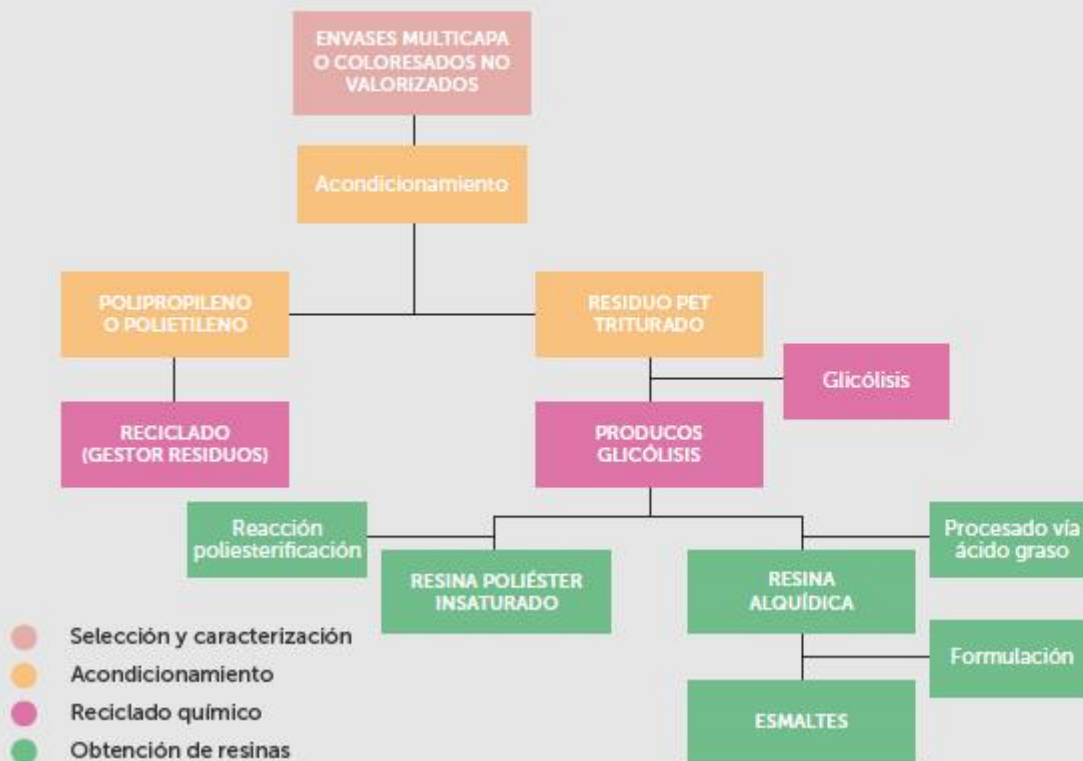 ENVASES MULTICAPA
O COLORESADOS NO
VALORIZADOS
Acondicionamiento
POLIPROPILENO
O POLIETILENO
RESIDUO PET
TRITURADO
Glicólisis
RECICLADO
(GESTOR RESIDUOS)
PRODUCOS
GLICÓLISIS
Reacción
poliesterificación
RESINA POLIÉSTER
INSATURADO
RESINA
ALQUÍDICA
Procesado vía
ácido graso
Formulación
ESMALTES
Selección y caracterización
Acondicionamiento
Reciclado químico
Obtención de resinas